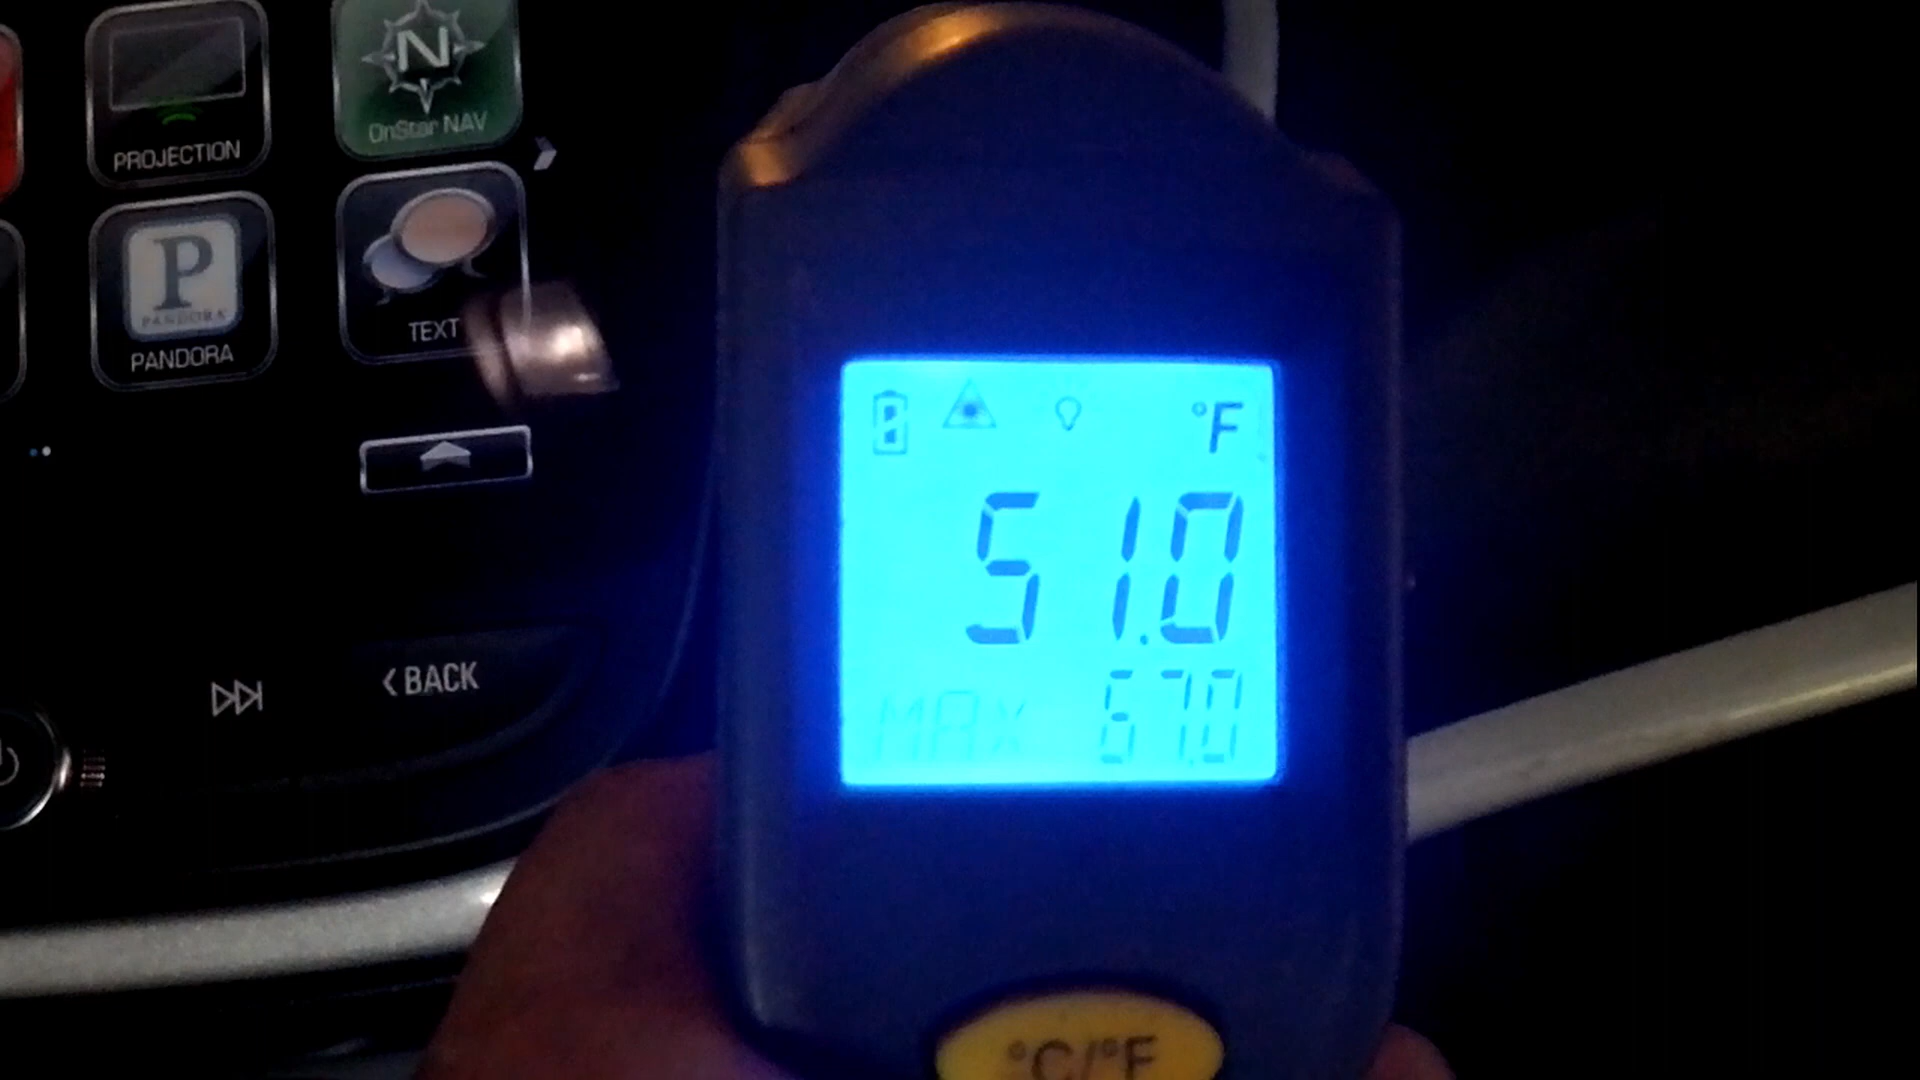 N
OnStar NAV
PROJECTION
P
PANDORA
PANDORA
TEXT
°F
51.0
MAX 67.0
< BACK
°C/°F